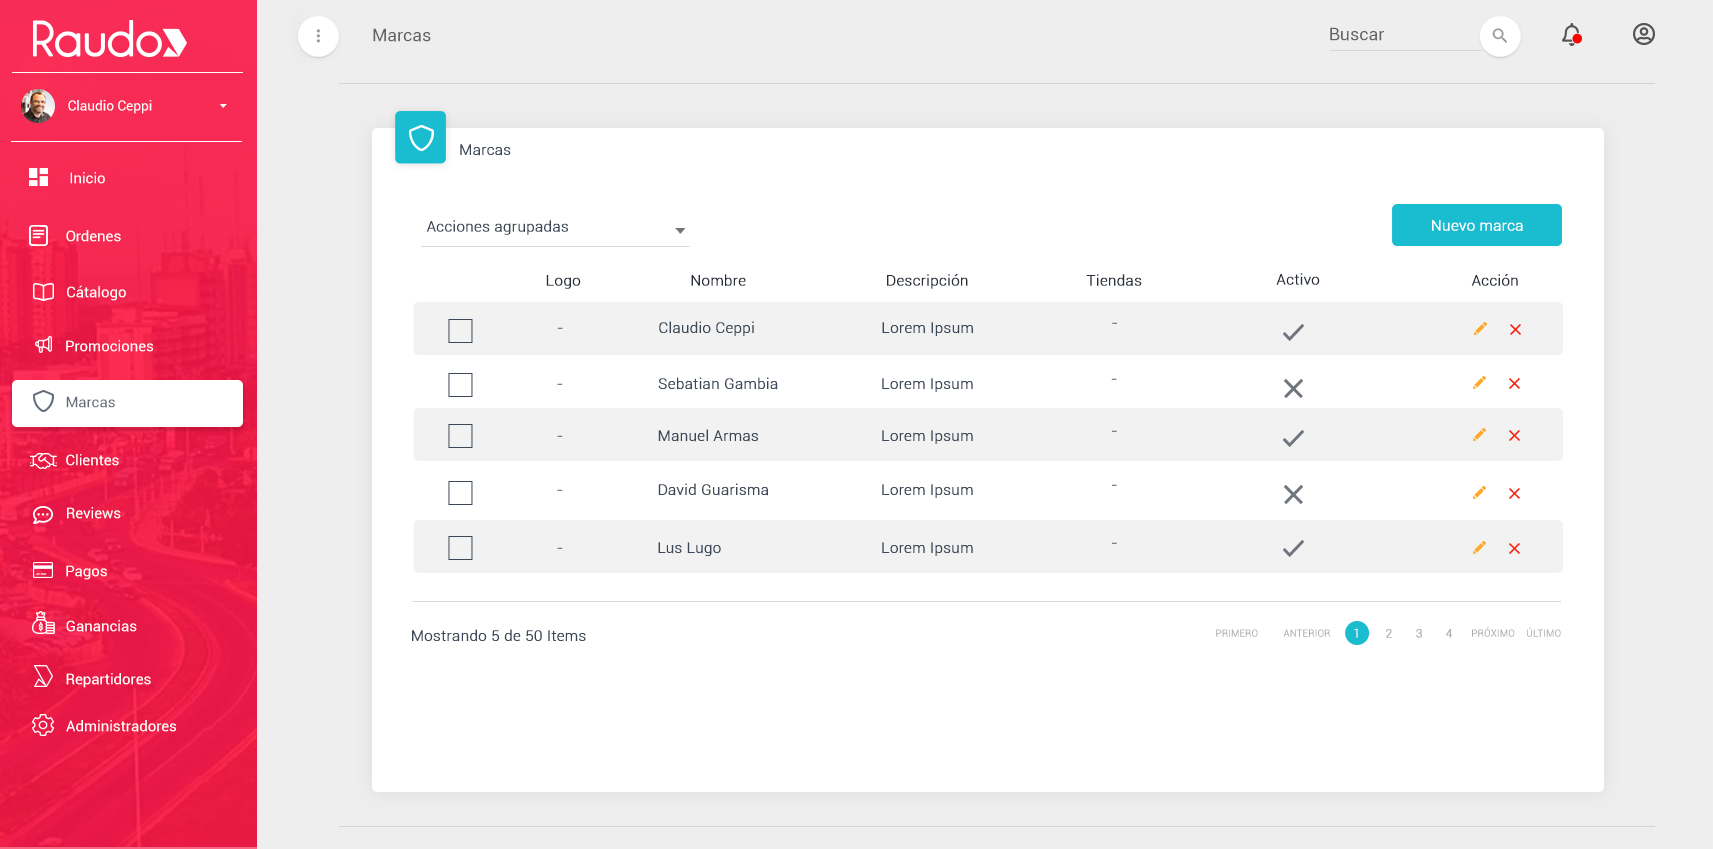 Raudo
Claudio Ceppi
Inicio
Ordenes
Cátalogo
Promociones
Marcas
Clientes
Reviews
Pagos
Ganancias
Repartidores
Administradores
Marcas
Buscar
Marcas
Acciones agrupadas
Nuevo marca
Logo Nombre Descripción Tiendas Activo Acción
- Claudio Ceppi Lorem Ipsum -
- Sebatian Gambia Lorem Ipsum -
- Manuel Armas Lorem Ipsum -
- David Guarisma Lorem Ipsum -
- Lus Lugo Lorem Ipsum -
Mostrando 5 de 50 Items
PRIMERO ANTERIOR 1 2 3 4 PRÓXIMO ÚLTIMO